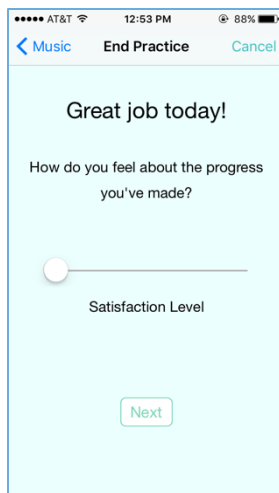 AT&T 12:53 PM 88%
Music End Practice Cancel
Great job today!
How do you feel about the progress
you've made?
Satisfaction Level
Next